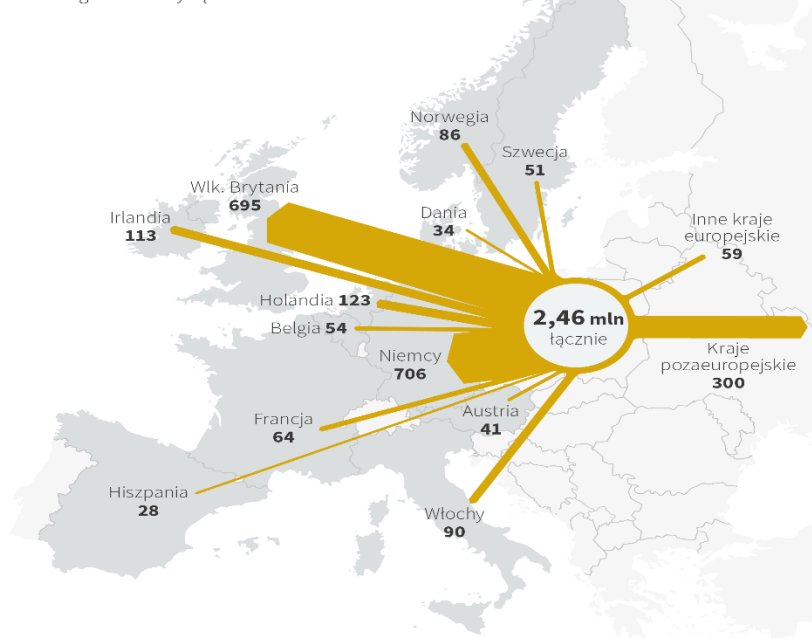 Norwegia
86
Szwecja
51
Wlk. Brytania
695
Irlandia
113
Dania
34
Inne kraje
europejskie
59
Holandia 123
Belgia 54
2,46 mln
łącznie
Niemcy
706
Kraje
pozaeuropejskie
300
Francja
64
Austria
41
Hiszpania
28
Włochy
90